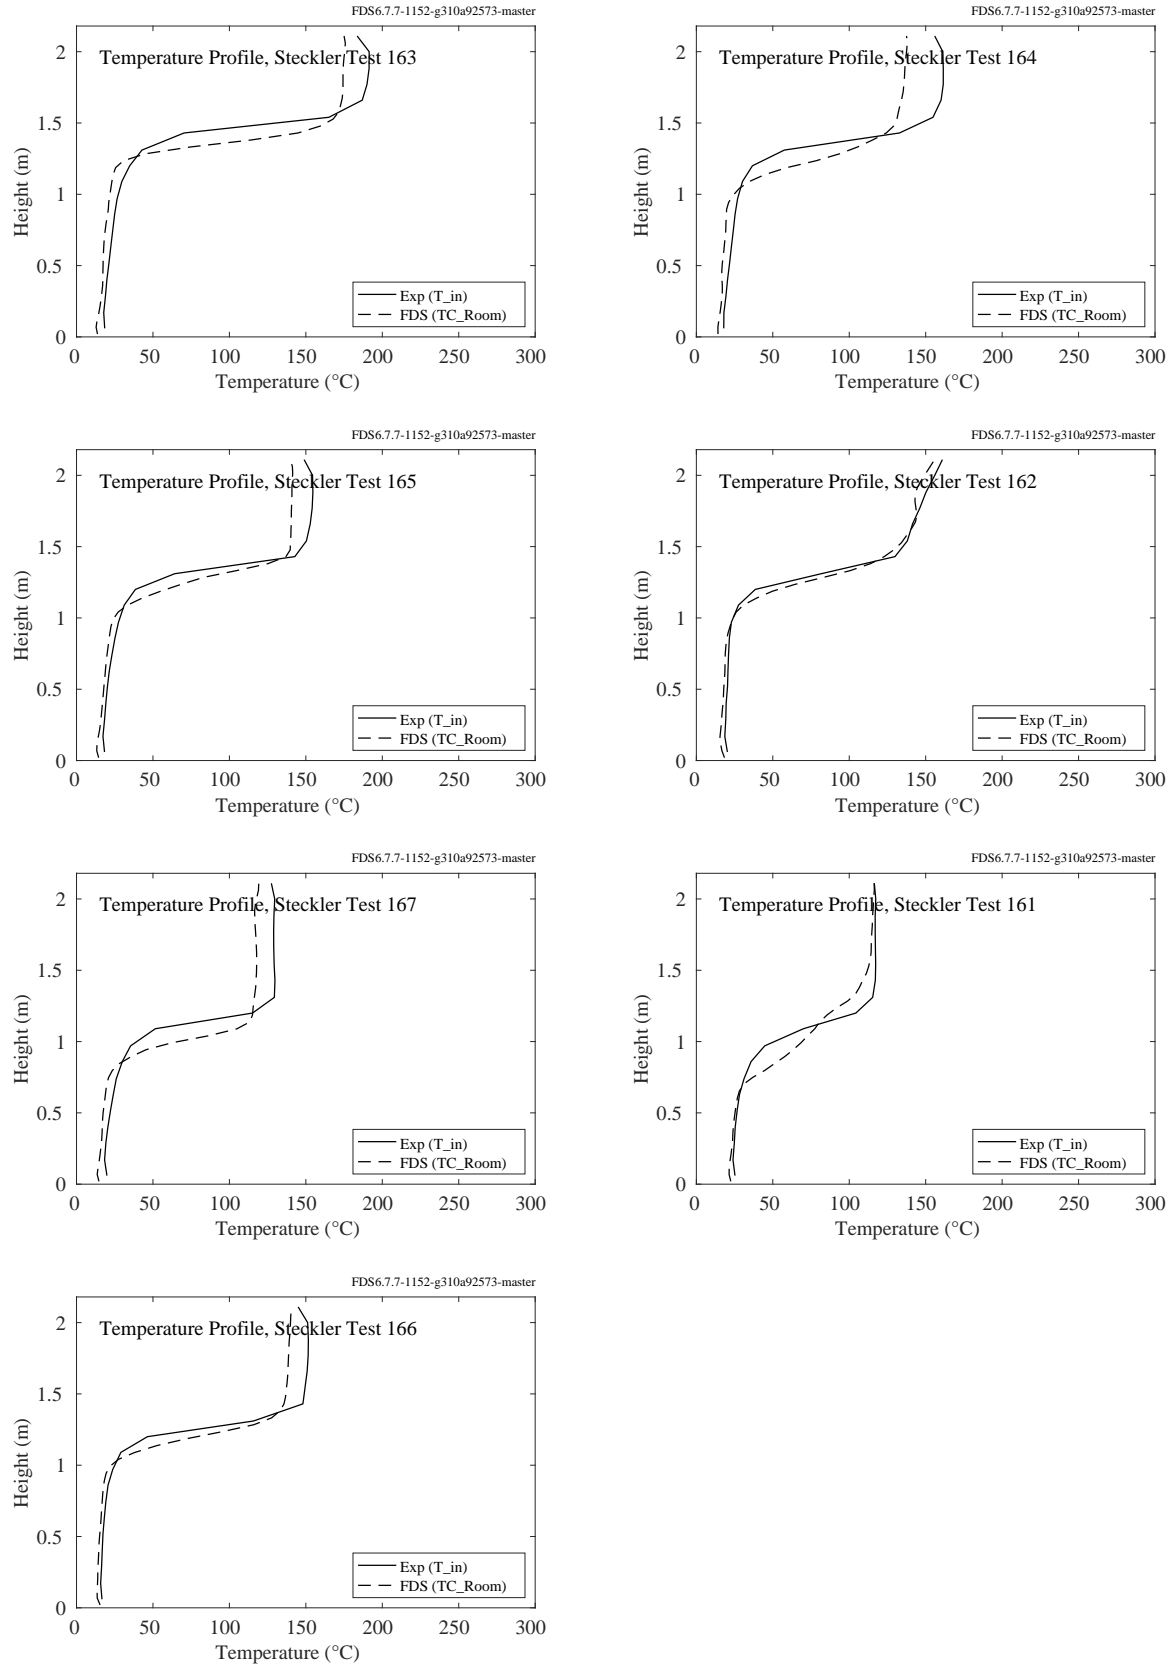 FDS6.7.7-1152-g310a92573-master
Temperature Profile, Steckler Test 163
Height (m)
2
1.5
1
0.5
0
0 50 100 150 200 250 300
Temperature (°C)
Exp (T_in)
FDS (TC_Room)
FDS6.7.7-1152-g310a92573-master
Temperature Profile, Steckler Test 164
Height (m)
2
1.5
1
0.5
0
0 50 100 150 200 250 300
Temperature (°C)
Exp (T_in)
FDS (TC_Room)
FDS6.7.7-1152-g310a92573-master
Temperature Profile, Steckler Test 165
Height (m)
2
1.5
1
0.5
0
0 50 100 150 200 250 300
Temperature (°C)
Exp (T_in)
FDS (TC_Room)
FDS6.7.7-1152-g310a92573-master
Temperature Profile, Steckler Test 162
Height (m)
2
1.5
1
0.5
0
0 50 100 150 200 250 300
Temperature (°C)
Exp (T_in)
FDS (TC_Room)
FDS6.7.7-1152-g310a92573-master
Temperature Profile, Steckler Test 167
Height (m)
2
1.5
1
0.5
0
0 50 100 150 200 250 300
Temperature (°C)
Exp (T_in)
FDS (TC_Room)
FDS6.7.7-1152-g310a92573-master
Temperature Profile, Steckler Test 161
Height (m)
2
1.5
1
0.5
0
0 50 100 150 200 250 300
Temperature (°C)
Exp (T_in)
FDS (TC_Room)
FDS6.7.7-1152-g310a92573-master
Temperature Profile, Steckler Test 166
Height (m)
2
1.5
1
0.5
0
0 50 100 150 200 250 300
Temperature (°C)
Exp (T_in)
FDS (TC_Room)